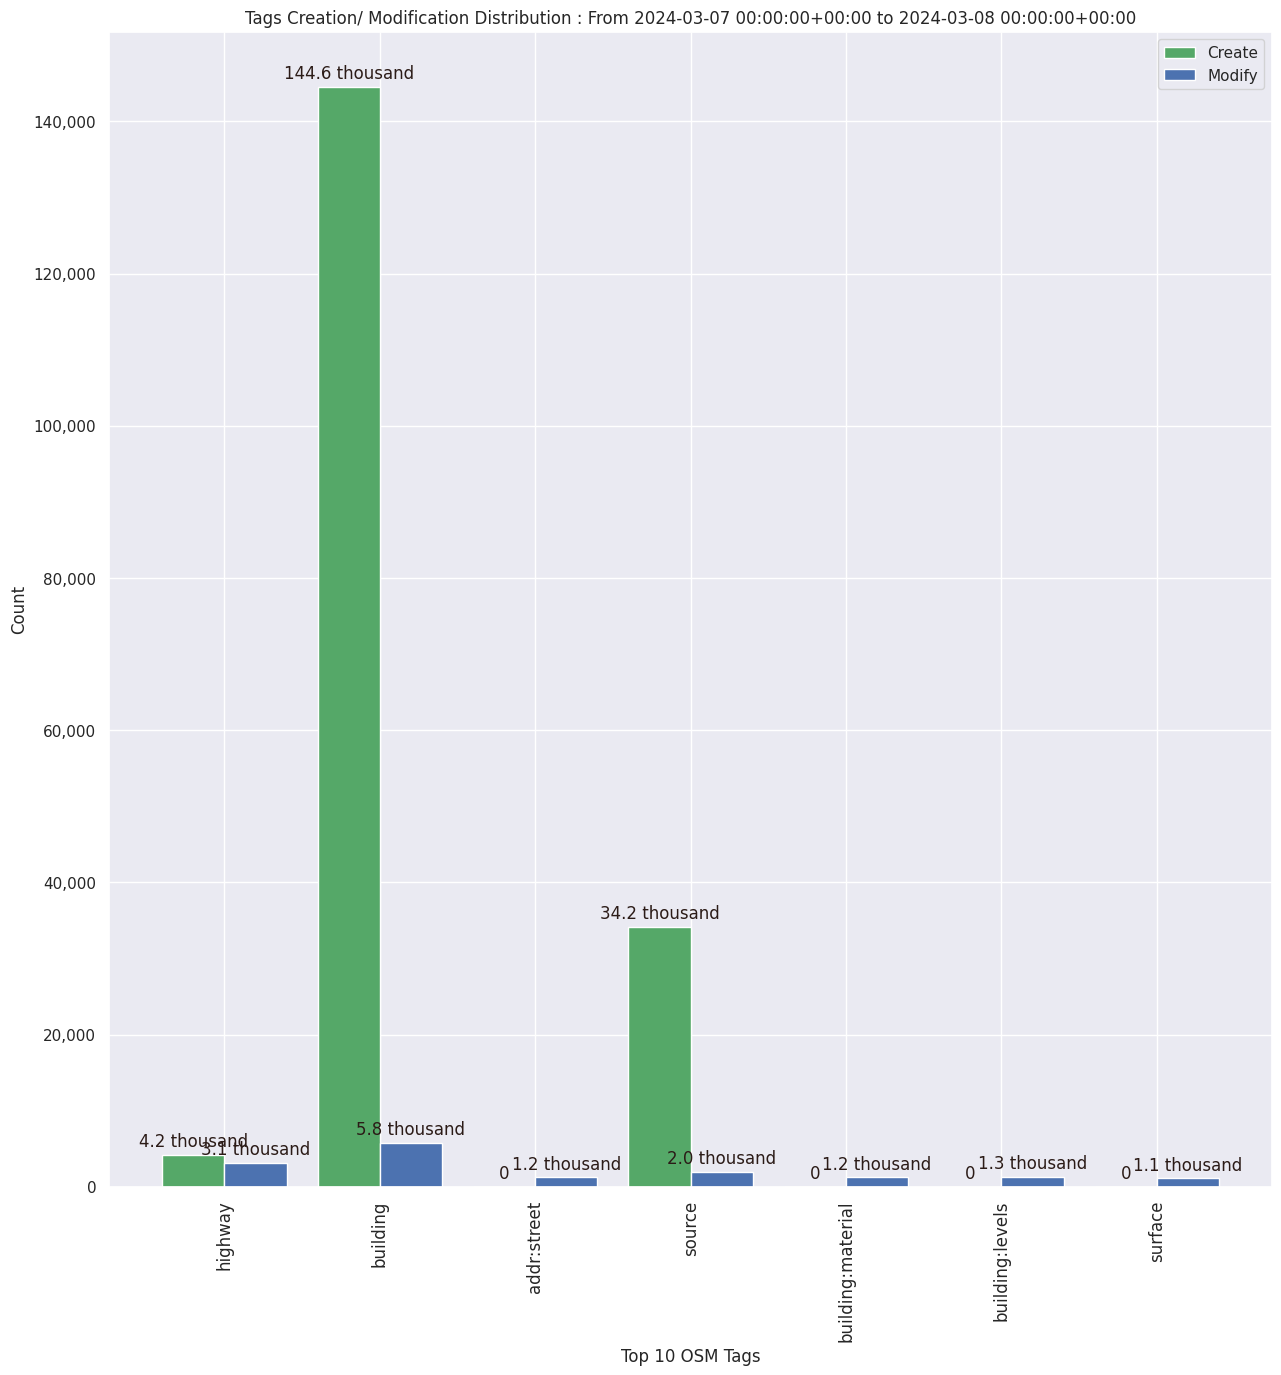 Tags Creation/ Modification Distribution : From 2024-03-07 00:00:00+00:00 to 2024-03-08 00:00:00+00:00
Create
Modify
144.6 thousand
140,000
120,000
100,000
80,000
60,000
40,000
20,000
0
Count
34.2 thousand
4.2 thousand
3.1 thousand
5.8 thousand
0
1.2 thousand
2.0 thousand
0
1.2 thousand
0
1.3 thousand
0
1.1 thousand
highway
building
addr:street
source
building:material
building:levels
surface
Top 10 OSM Tags